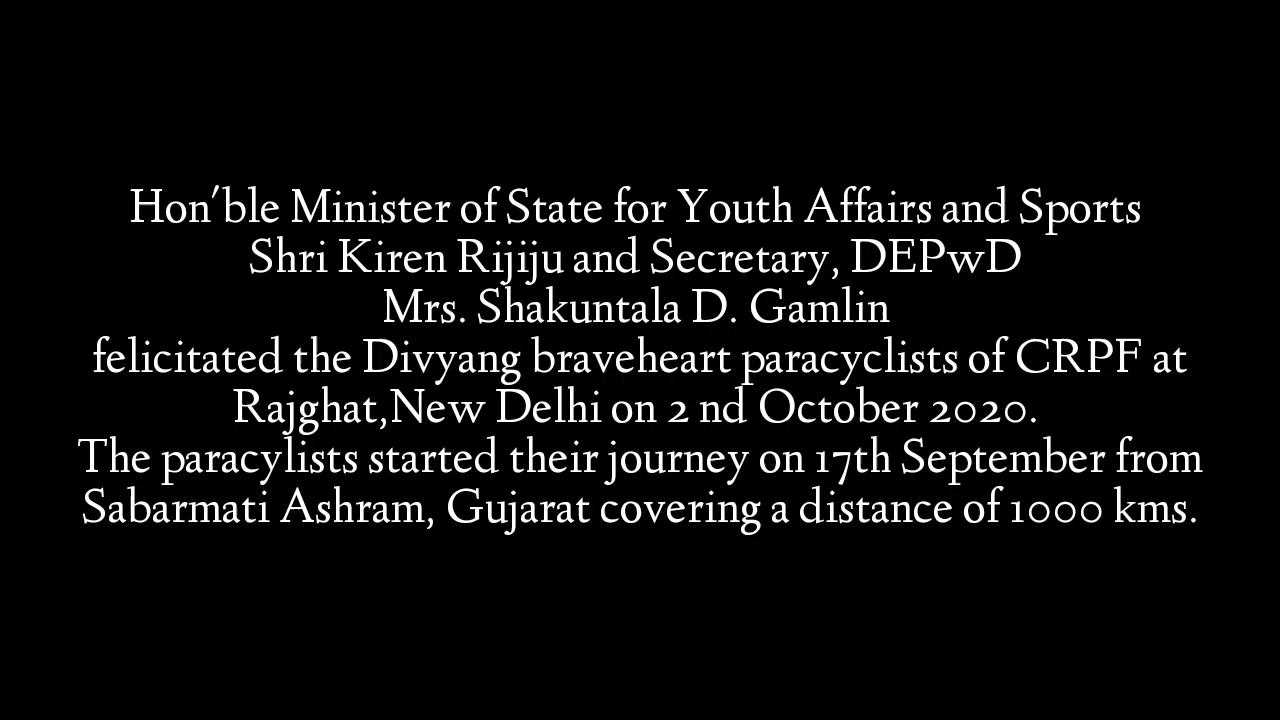 Hon'ble Minister of State for Youth Affairs and Sports
Shri Kiren Rijiju and Secretary, DEPwD
Mrs. Shakuntala D. Gamlin
felicitated the Divyang braveheart paracyclists of CRPF at
Rajghat,New Delhi on 2 nd October 2020.
The paracylists started their journey on 17th September from
Sabarmati Ashram, Gujarat covering a distance of 1000 kms.